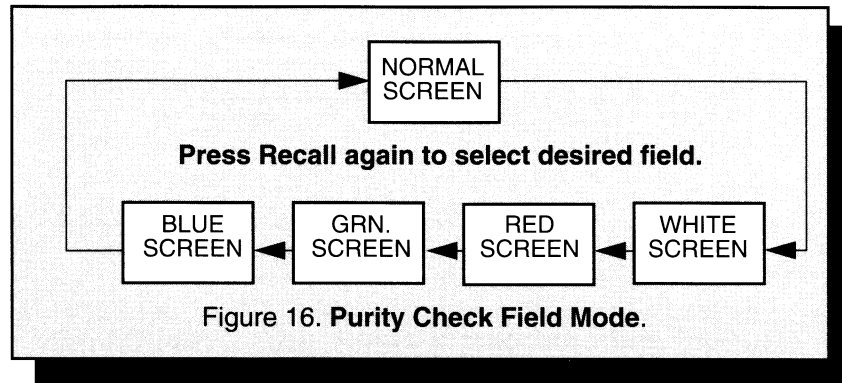 NORMAL
SCREEN
Press Recall again to select desired field.
BLUE
SCREEN
GRN.
SCREEN
RED
SCREEN
WHITE
SCREEN
Figure 16. Purity Check Field Mode.